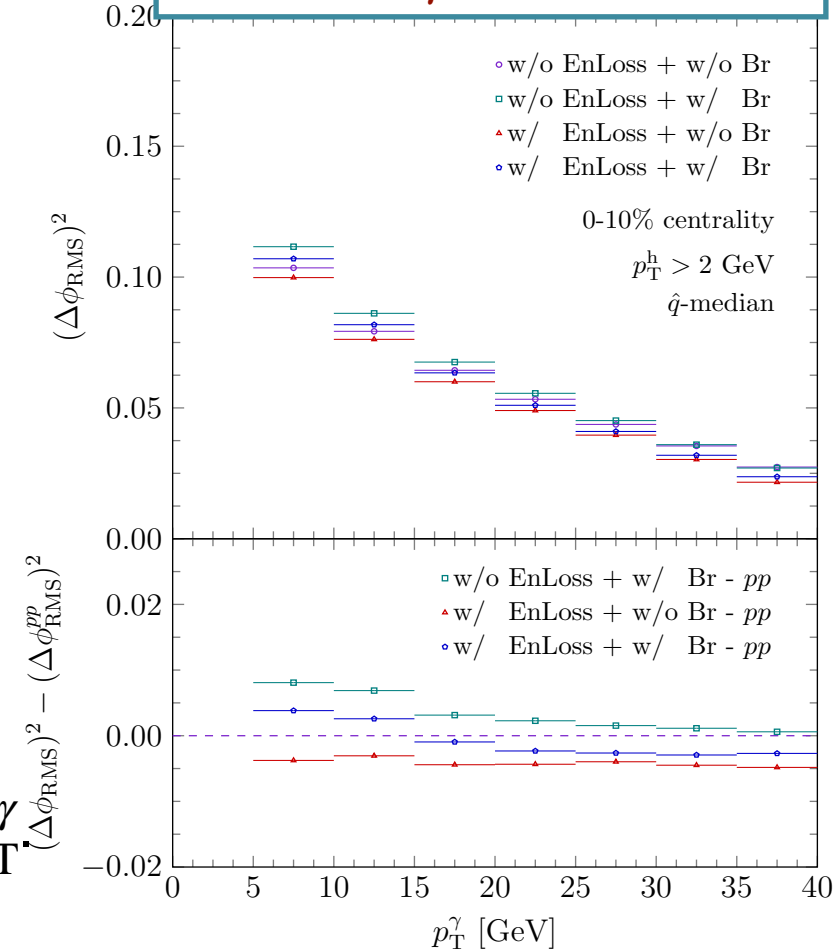 0.20
w/o EnLoss + w/o Br
w/o EnLoss + w/ Br
0.15
w/ EnLoss + w/o Br
w/ EnLoss + w/ Br
0-10% centrality
(Δϕ_RMS)²
p_T^h > 2 GeV
0.10
q̂-median
0.05
0.00
w/o EnLoss + w/ Br - pp
0.02
w/ EnLoss + w/o Br - pp
w/ EnLoss + w/ Br - pp
(Δϕ_RMS)² − (Δϕ_RMS^pp)²
0.00
γ
T.
−0.02
0 5 10 15 20 25 30 35 40
p_T^γ [GeV]